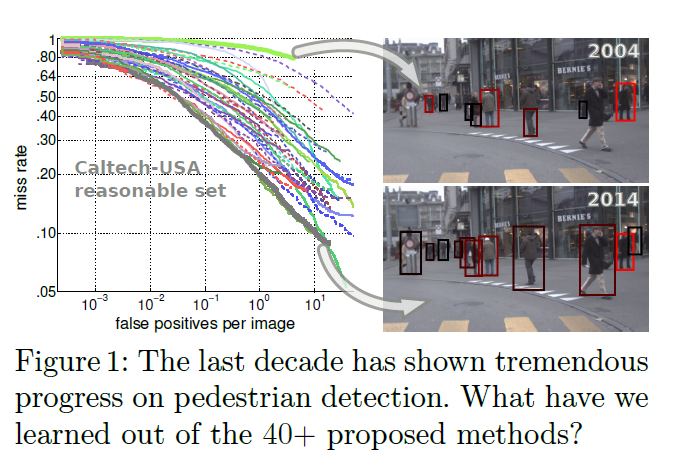 1
.80
.64
.50
.40
.30
.20
.10
.05
miss rate
Caltech-USA
reasonable set
10⁻³
10⁻²
10⁻¹
10⁰
10¹
false positives per image
2004
BERNIE'S
2014
BERNIE'S
Figure 1: The last decade has shown tremendous
progress on pedestrian detection. What have we
learned out of the 40+ proposed methods?